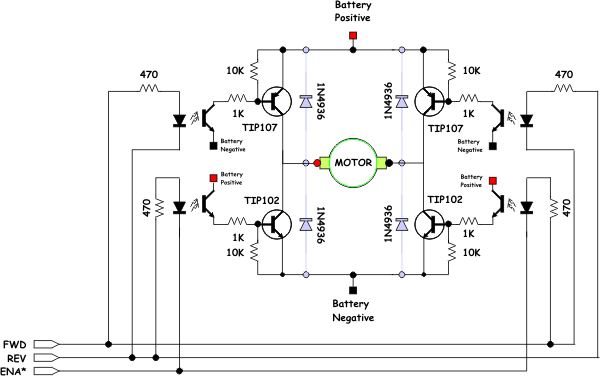 Battery
Positive
470
470
10K
10K
1N4936
1N4936
1K
1K
TIP107
TIP107
Battery
Negative
Battery
Negative
MOTOR
Battery
Positive
Battery
Positive
470
TIP102
TIP102
470
1N4936
1N4936
1K
1K
10K
10K
Battery
Negative
FWD
REV
ENA*